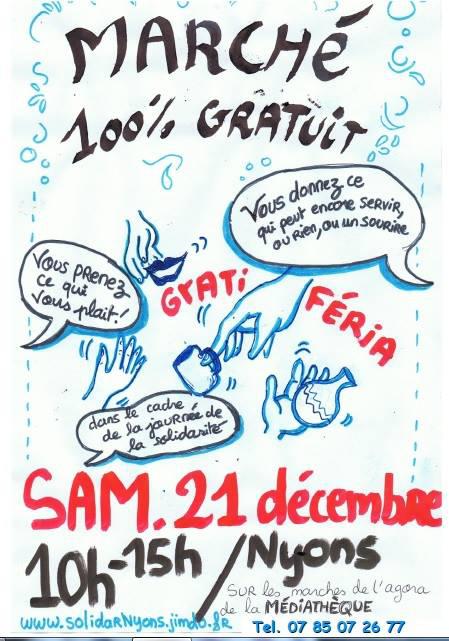 MARCHÉ
100% GRATUIT
Vous donnez ce
qui peut encore SERVIR,
ou rien, ou un sourire
Vous prenez
ce qui
vous plait!
GRATI
FÉRIA
dans le cadre
de la journée de
la solidarité
SAM. 21 décembre
10h-15h / Nyons
SUR les marches de l'agora
de la MÉDIATHÈQUE
www.solidarNyons.jimdo.fr
Tel. 07 85 07 26 77